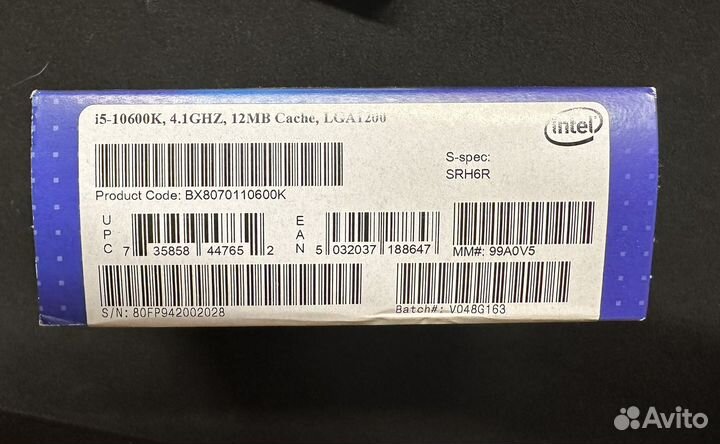 i5-10600K, 4.1GHZ, 12MB Cache, LGA1200
intel
S-spec:
SRH6R
Product Code: BX8070110600K
UPC 7 35858 44765 2
EAN 5 032037 188647
MM#: 99A0V5
S/N: 80FP942002028
Batch#: V048G163
Avito